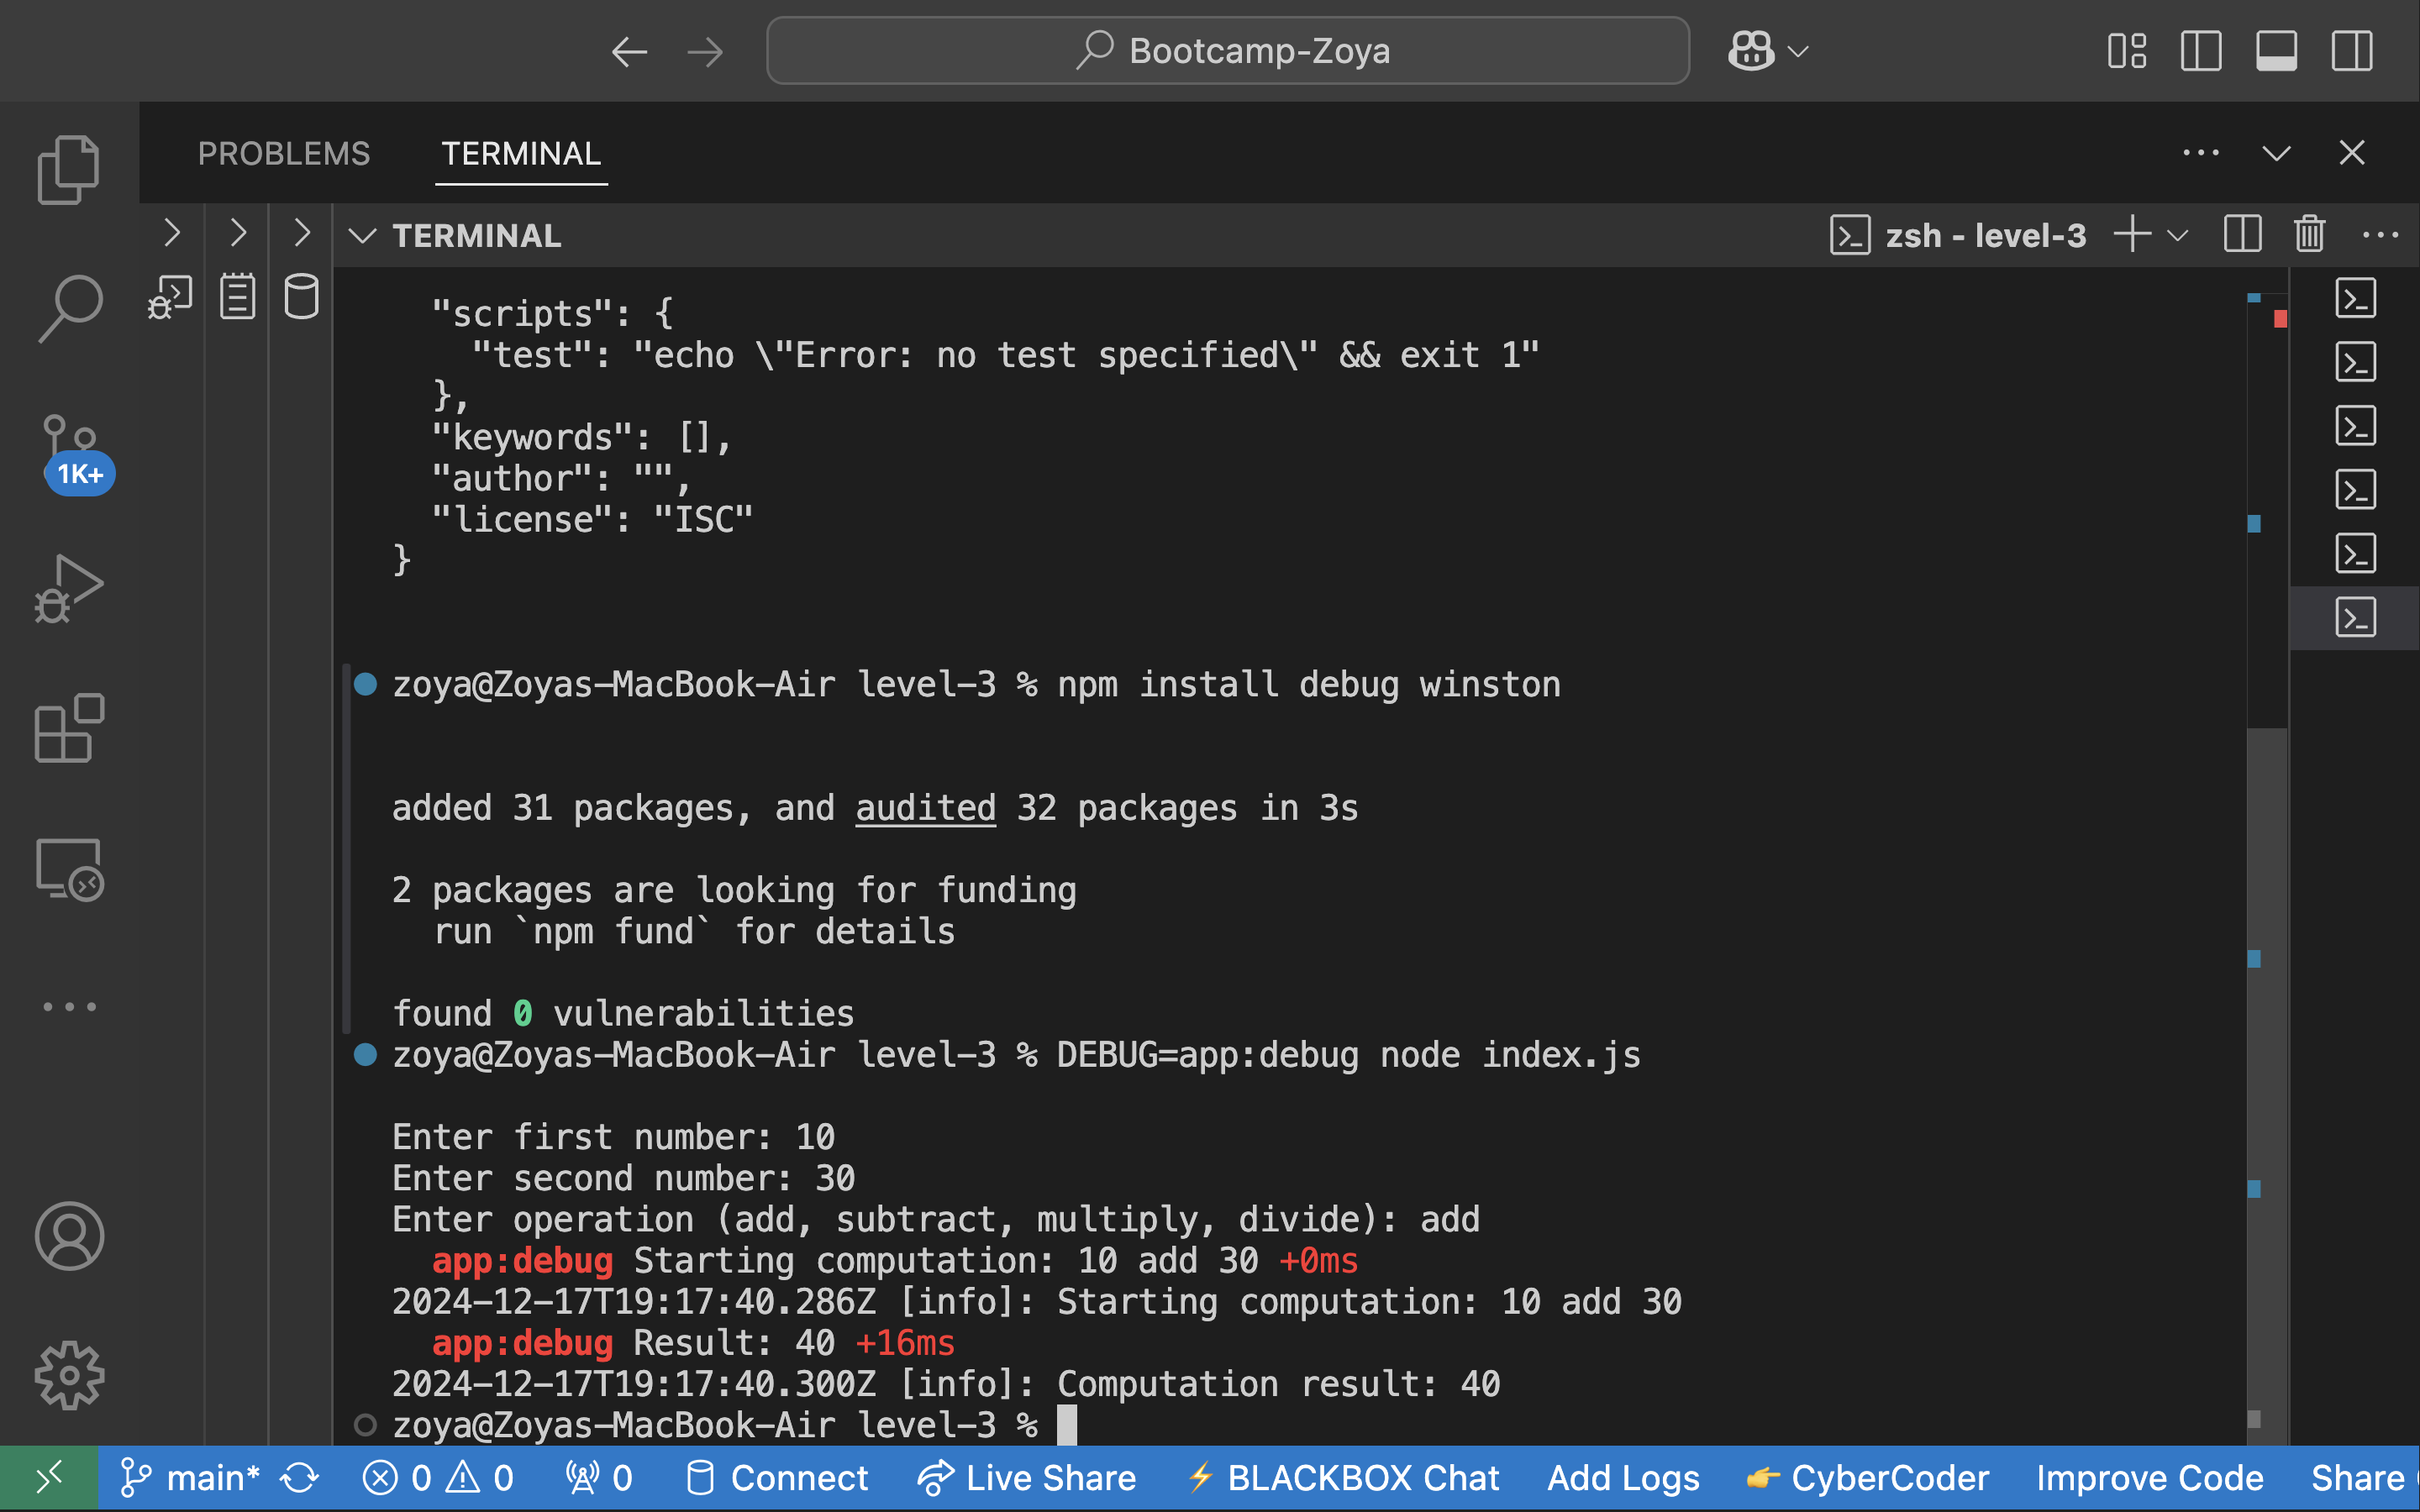 Bootcamp-Zoya
PROBLEMS TERMINAL
TERMINAL zsh - level-3
"scripts": {
"test": "echo \"Error: no test specified\" && exit 1"
},
"keywords": [],
"author": "",
"license": "ISC"
}
1K+
zoya@Zoyas-MacBook-Air level-3 % npm install debug winston
added 31 packages, and audited 32 packages in 3s
2 packages are looking for funding
run `npm fund` for details
found 0 vulnerabilities
zoya@Zoyas-MacBook-Air level-3 % DEBUG=app:debug node index.js
Enter first number: 10
Enter second number: 30
Enter operation (add, subtract, multiply, divide): add
app:debug Starting computation: 10 add 30 +0ms
2024-12-17T19:17:40.286Z [info]: Starting computation: 10 add 30
app:debug Result: 40 +16ms
2024-12-17T19:17:40.300Z [info]: Computation result: 40
zoya@Zoyas-MacBook-Air level-3 %
main* 0 0 0 Connect Live Share BLACKBOX Chat Add Logs CyberCoder Improve Code Share